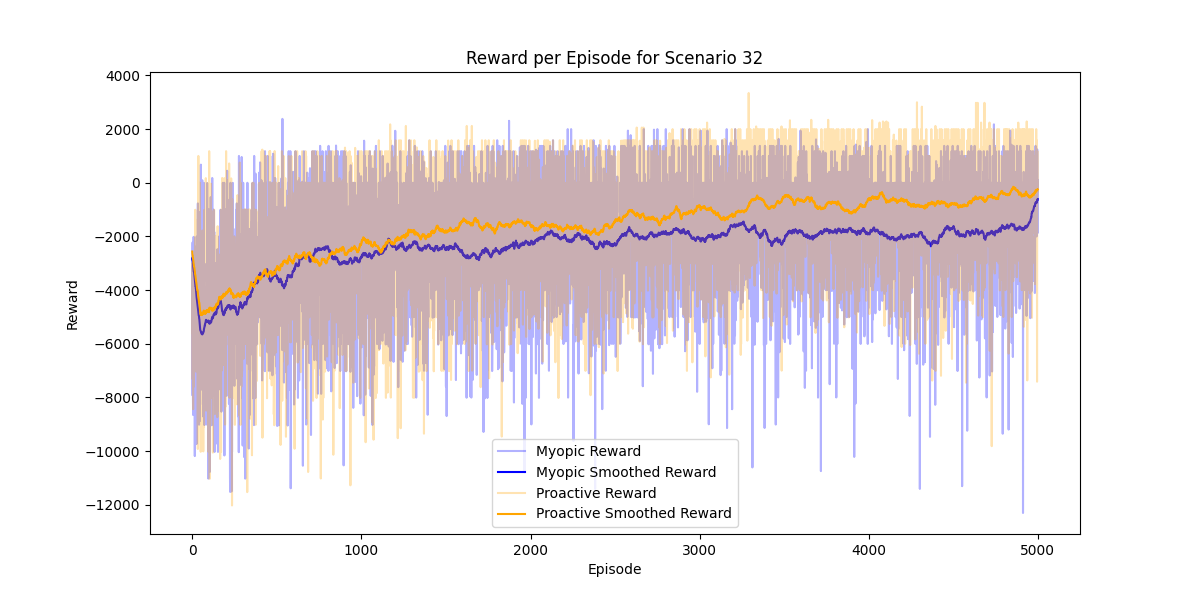 Reward per Episode for Scenario 32
Reward
4000
2000
0
−2000
−4000
−6000
−8000
−10000
−12000
Myopic Reward
Myopic Smoothed Reward
Proactive Reward
Proactive Smoothed Reward
0 1000 2000 3000 4000 5000
Episode